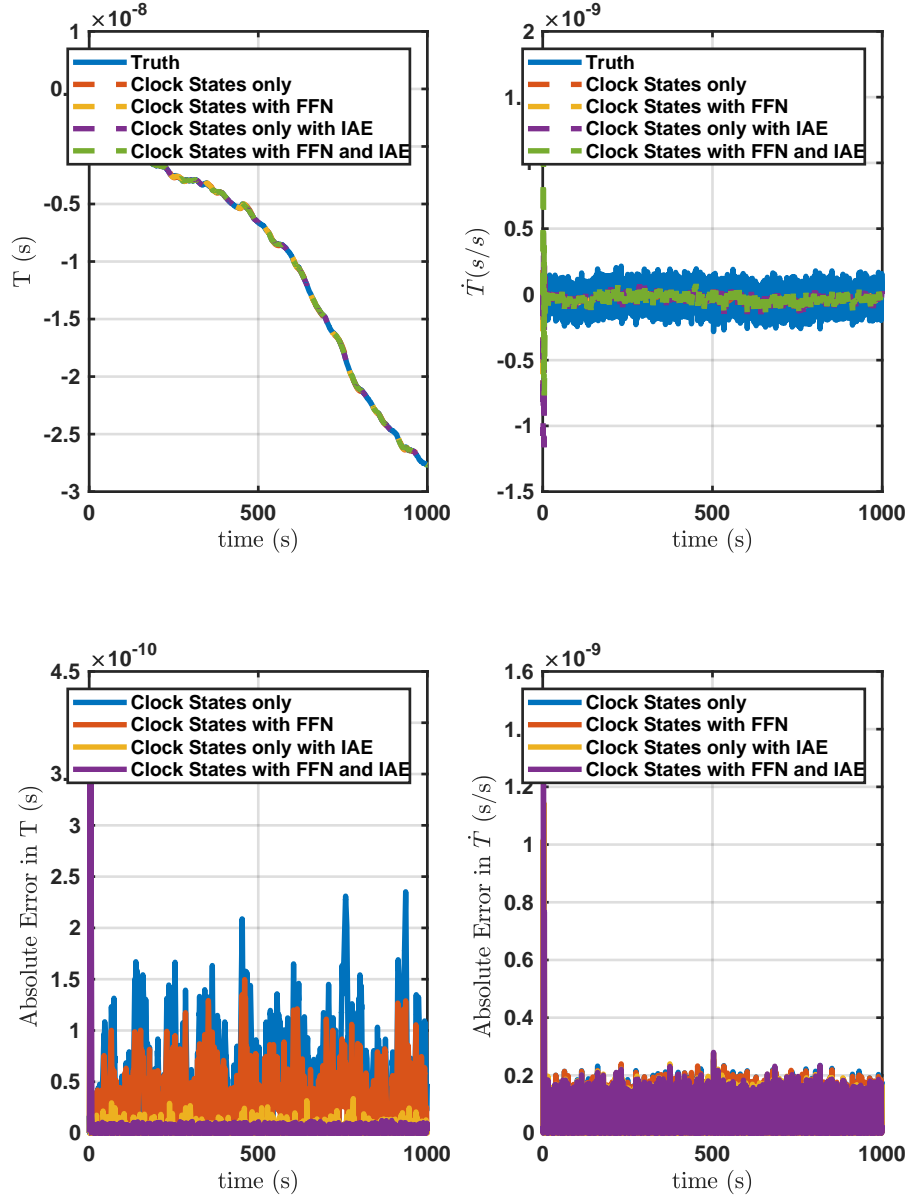 ×10⁻⁸
1
0.
-0.5
-1
-1.5
-2
-2.5
-3
T (s)
Truth
Clock States only
Clock States with FFN
Clock States only with IAE
Clock States with FFN and IAE
0
500
1000
time (s)
×10⁻⁹
2
1.
0.5
0
-0.5
-1
-1.5
Ṫ(s/s)
Truth
Clock States only
Clock States with FFN
Clock States only with IAE
Clock States with FFN and IAE
0
500
1000
time (s)
×10⁻¹⁰
4.5
3.
3
2.5
2
1.5
1
0.5
0
Absolute Error in T (s)
Clock States only
Clock States with FFN
Clock States only with IAE
Clock States with FFN and IAE
0
500
1000
time (s)
×10⁻⁹
1.6
1.
1.2
1
0.8
0.6
0.4
0.2
0
Absolute Error in Ṫ (s/s)
Clock States only
Clock States with FFN
Clock States only with IAE
Clock States with FFN and IAE
0
500
1000
time (s)